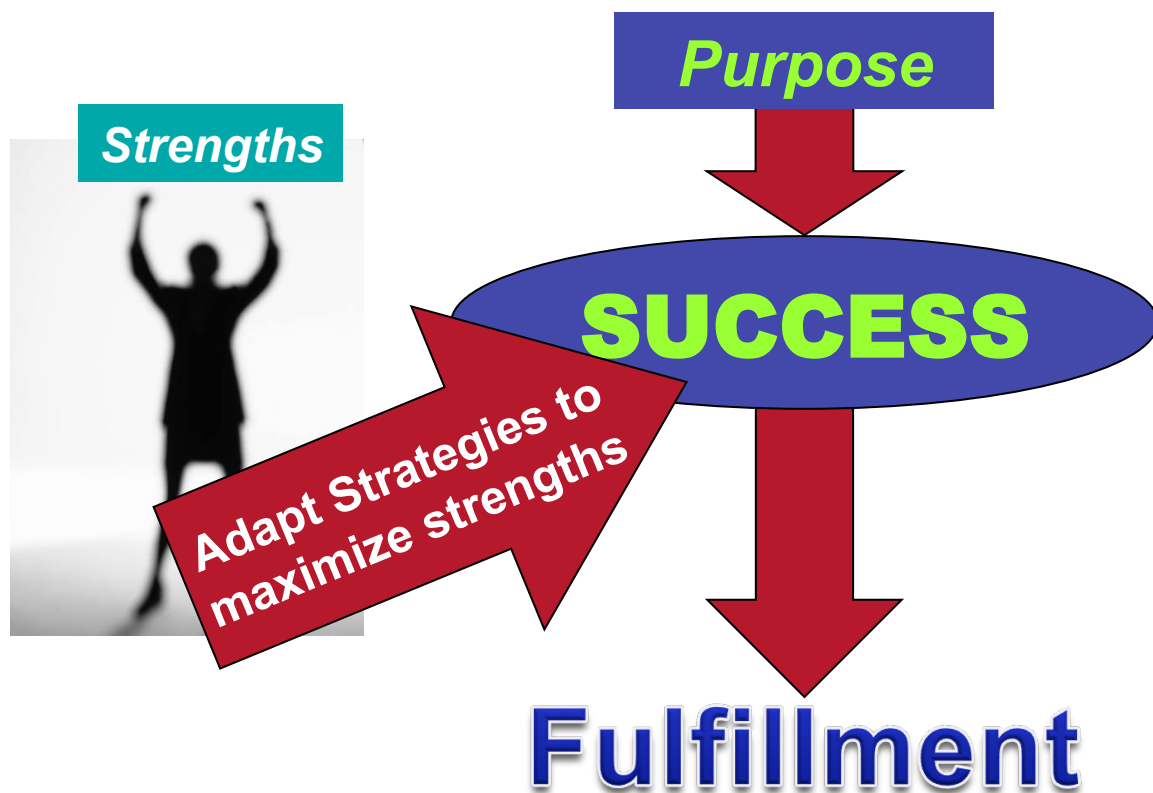 Purpose
Strengths
SUCCESS
Adapt Strategies to
maximize strengths
Fulfillment